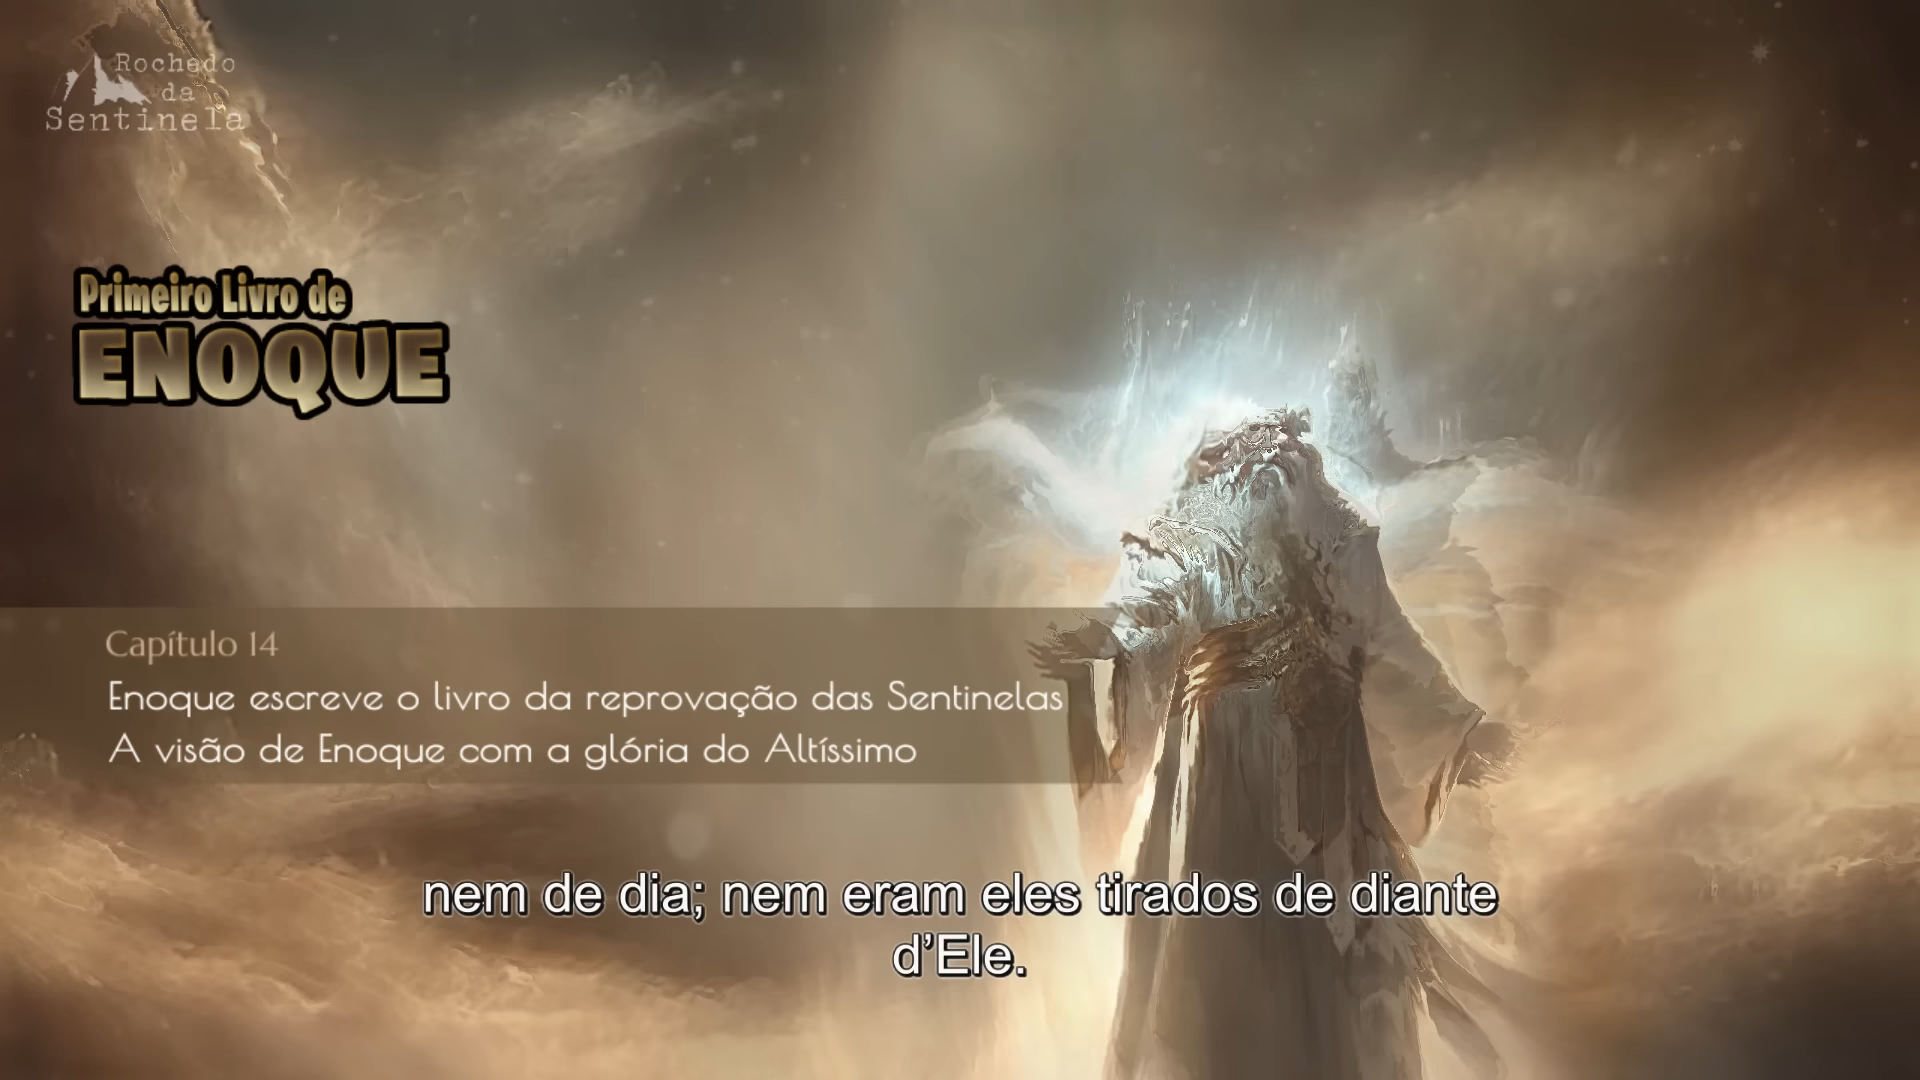 Rochedo
da
Sentinela
Primeiro Livro de
ENOQUE
Capítulo 14
Enoque escreve o livro da reprovação das Sentinelas
A visão de Enoque com a glória do Altíssimo
nem de dia; nem eram eles tirados de diante
d’Ele.